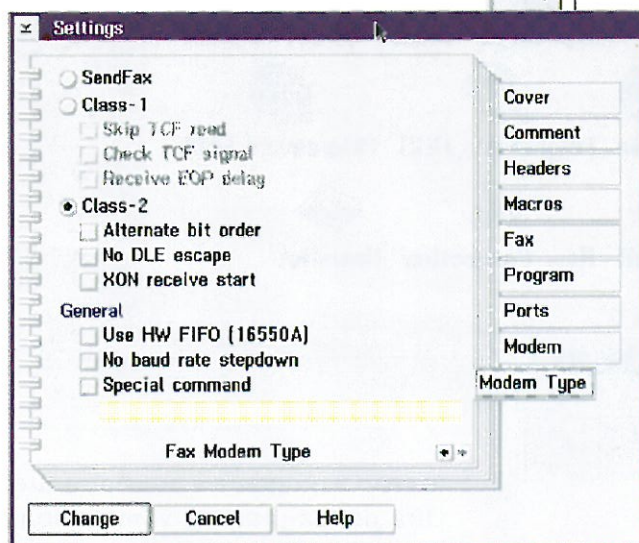 Settings
SendFax
Class-1
Skip TCF read
Check TCF signal
Receive EOP delay
Class-2
Alternate bit order
No DLE escape
XON receive start
General
Use HW FIFO (16550A)
No baud rate stepdown
Special command
Fax Modem Type
Cover
Comment
Headers
Macros
Fax
Program
Ports
Modem
Modem Type
Change
Cancel
Help